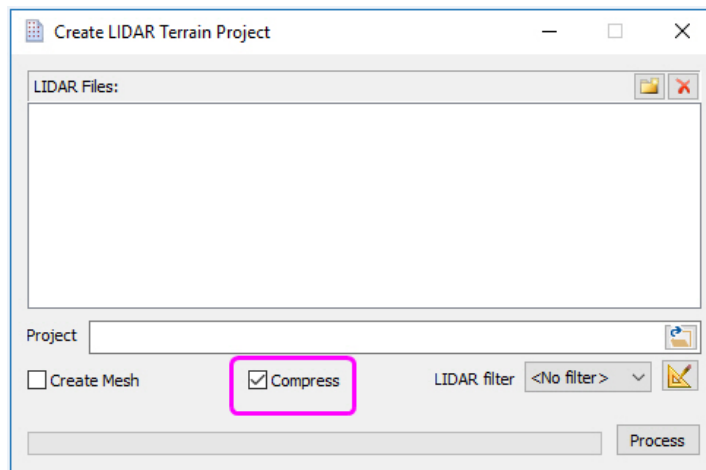 Create LIDAR Terrain Project
LIDAR Files:
Project
Create Mesh Compress LIDAR filter <No filter>
Process